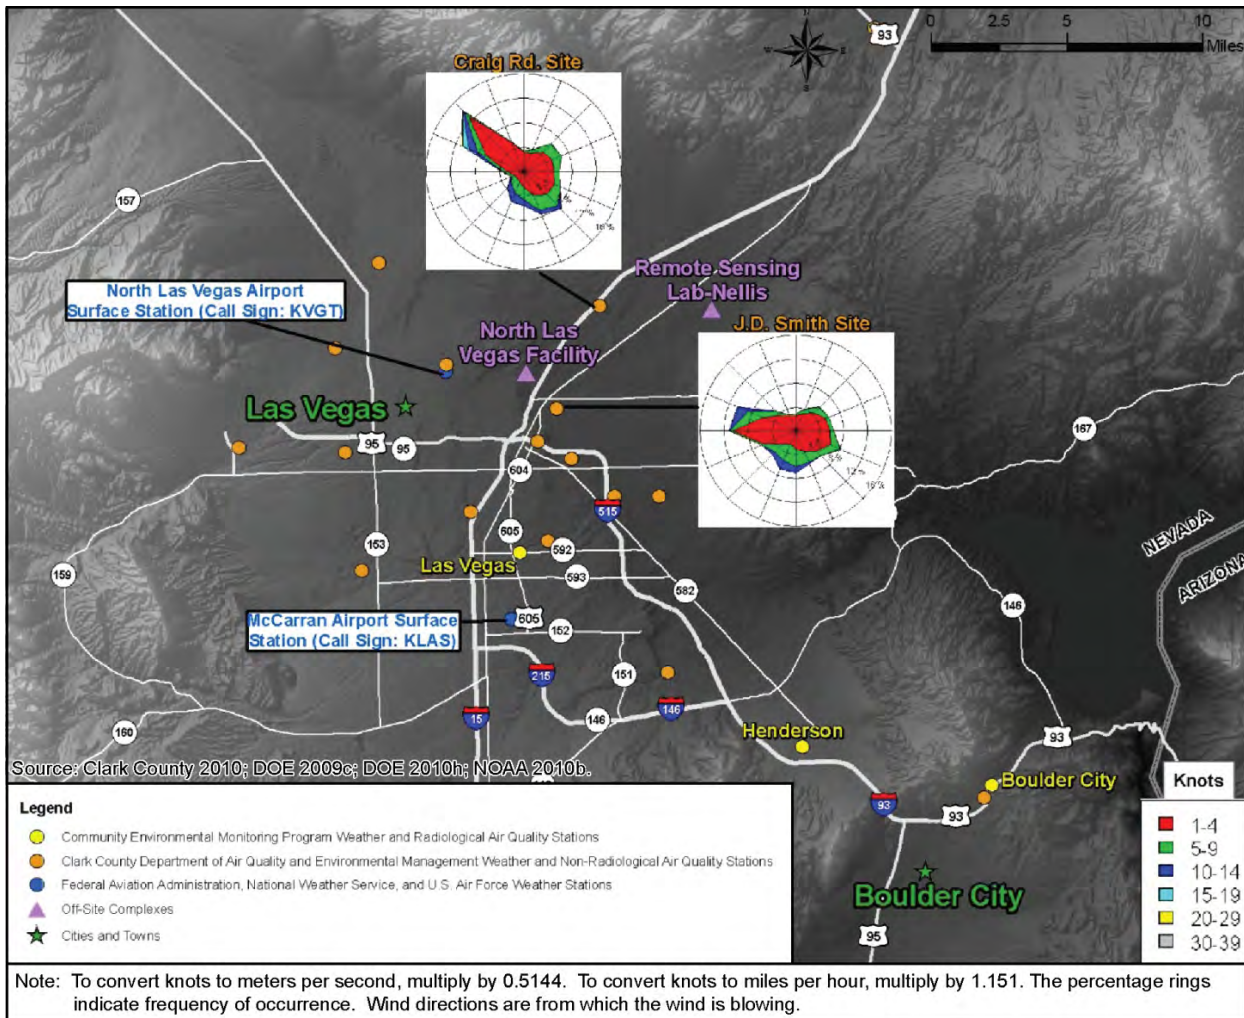 93
0 2.5 5 10
Miles
N
W E
S
Craig Rd. Site
157
16 %
North Las Vegas Airport
Surface Station (Call Sign: KVGT)
Remote Sensing
Lab-Nellis
North Las
Vegas Facility
J.D. Smith Site
12 %
16 %
Las Vegas
95 95
167
604
515
605
592
NEVADA
ARIZONA
Las Vegas
593
163
159
582
146
McCarran Airport Surface
Station (Call Sign: KLAS)
605
152
215
151
146
15
146
160
Henderson
93
Source: Clark County 2010; DOE 2009c; DOE 2010h; NOAA 2010b.
Boulder City
93
93
Boulder City
95
Legend
Community Environmental Monitoring Program Weather and Radiological Air Quality Stations
Clark County Department of Air Quality and Environmental Management Weather and Non-Radiological Air Quality Stations
Federal Aviation Administration, National Weather Service, and U.S. Air Force Weather Stations
Off-Site Complexes
Cities and Towns
Knots
1-4
5-9
10-14
15-19
20-29
30-39
Note: To convert knots to meters per second, multiply by 0.5144. To convert knots to miles per hour, multiply by 1.151. The percentage rings
indicate frequency of occurrence. Wind directions are from which the wind is blowing.